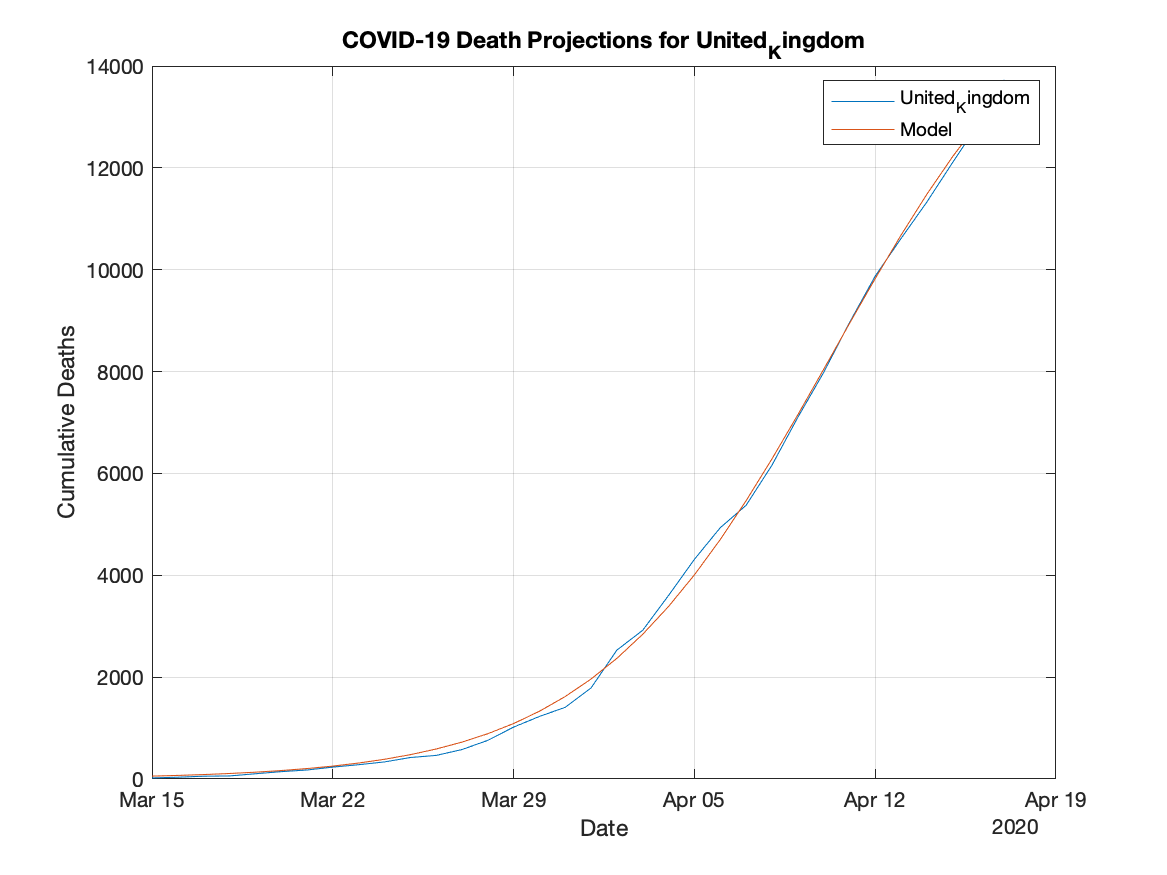 COVID-19 Death Projections for United_Kingdom
14000
12000
10000
8000
6000
4000
2000
0
Cumulative Deaths
United_Kingdom
Model
Mar 15
Mar 22
Mar 29
Apr 05
Apr 12
Apr 19
Date
2020